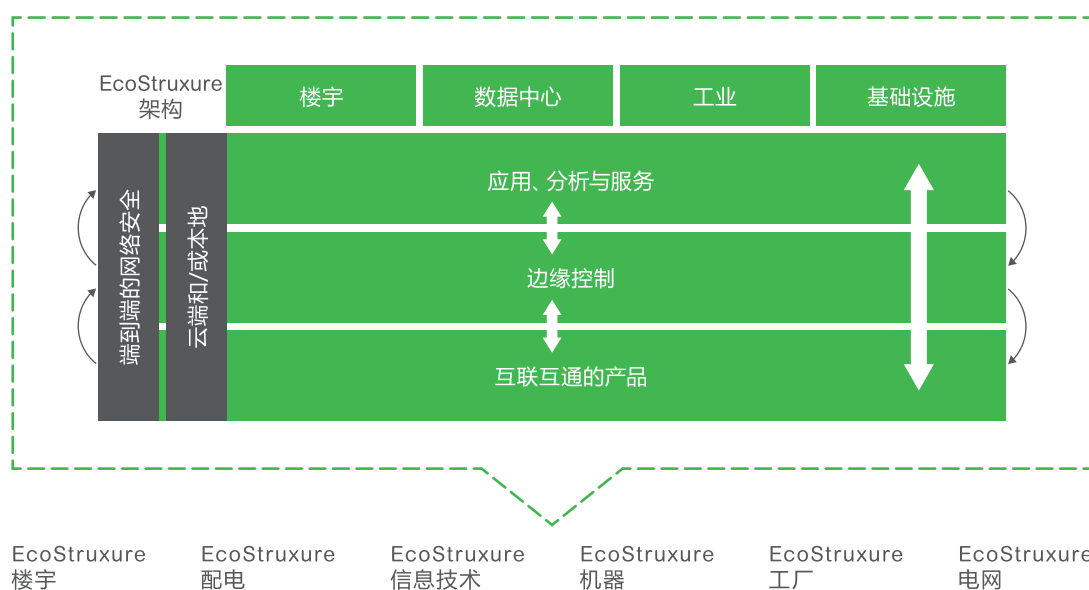 EcoStruxure
架构
楼宇
数据中心
工业
基础设施
端到端的网络安全
云端和/或本地
应用、分析与服务
边缘控制
互联互通的产品
EcoStruxure
楼宇
EcoStruxure
配电
EcoStruxure
信息技术
EcoStruxure
机器
EcoStruxure
工厂
EcoStruxure
电网